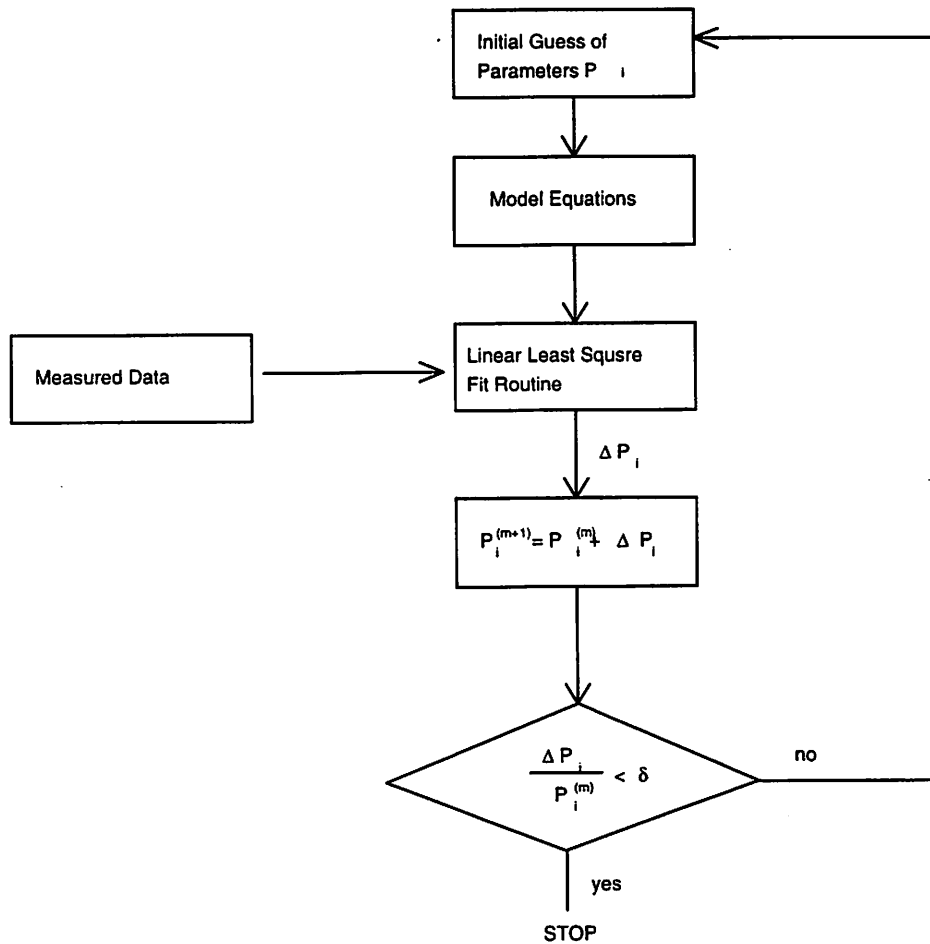 Initial Guess of
Parameters P i
Model Equations
Linear Least Squsre
Fit Routine
Measured Data
Δ P i
P i (m+1) = P i (m) + Δ P i
Δ P i
P i (m)
< δ
no
yes
STOP